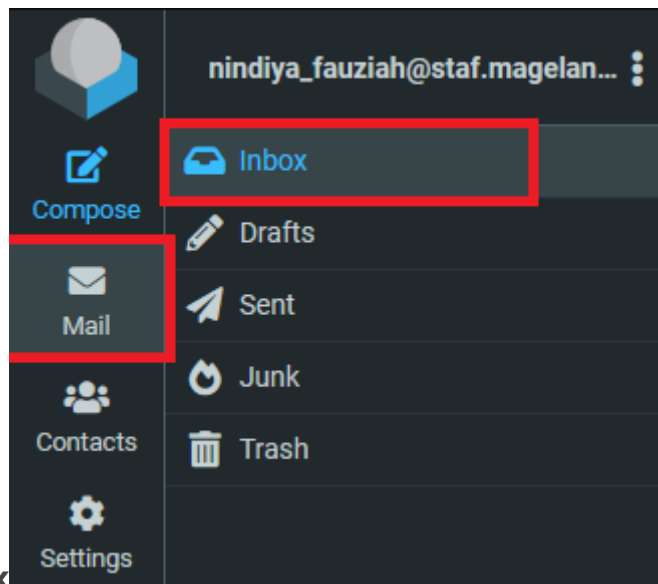 nindiya_fauziah@staf.magelan...
Compose
Mail
Contacts
Settings
Inbox
Drafts
Sent
Junk
Trash